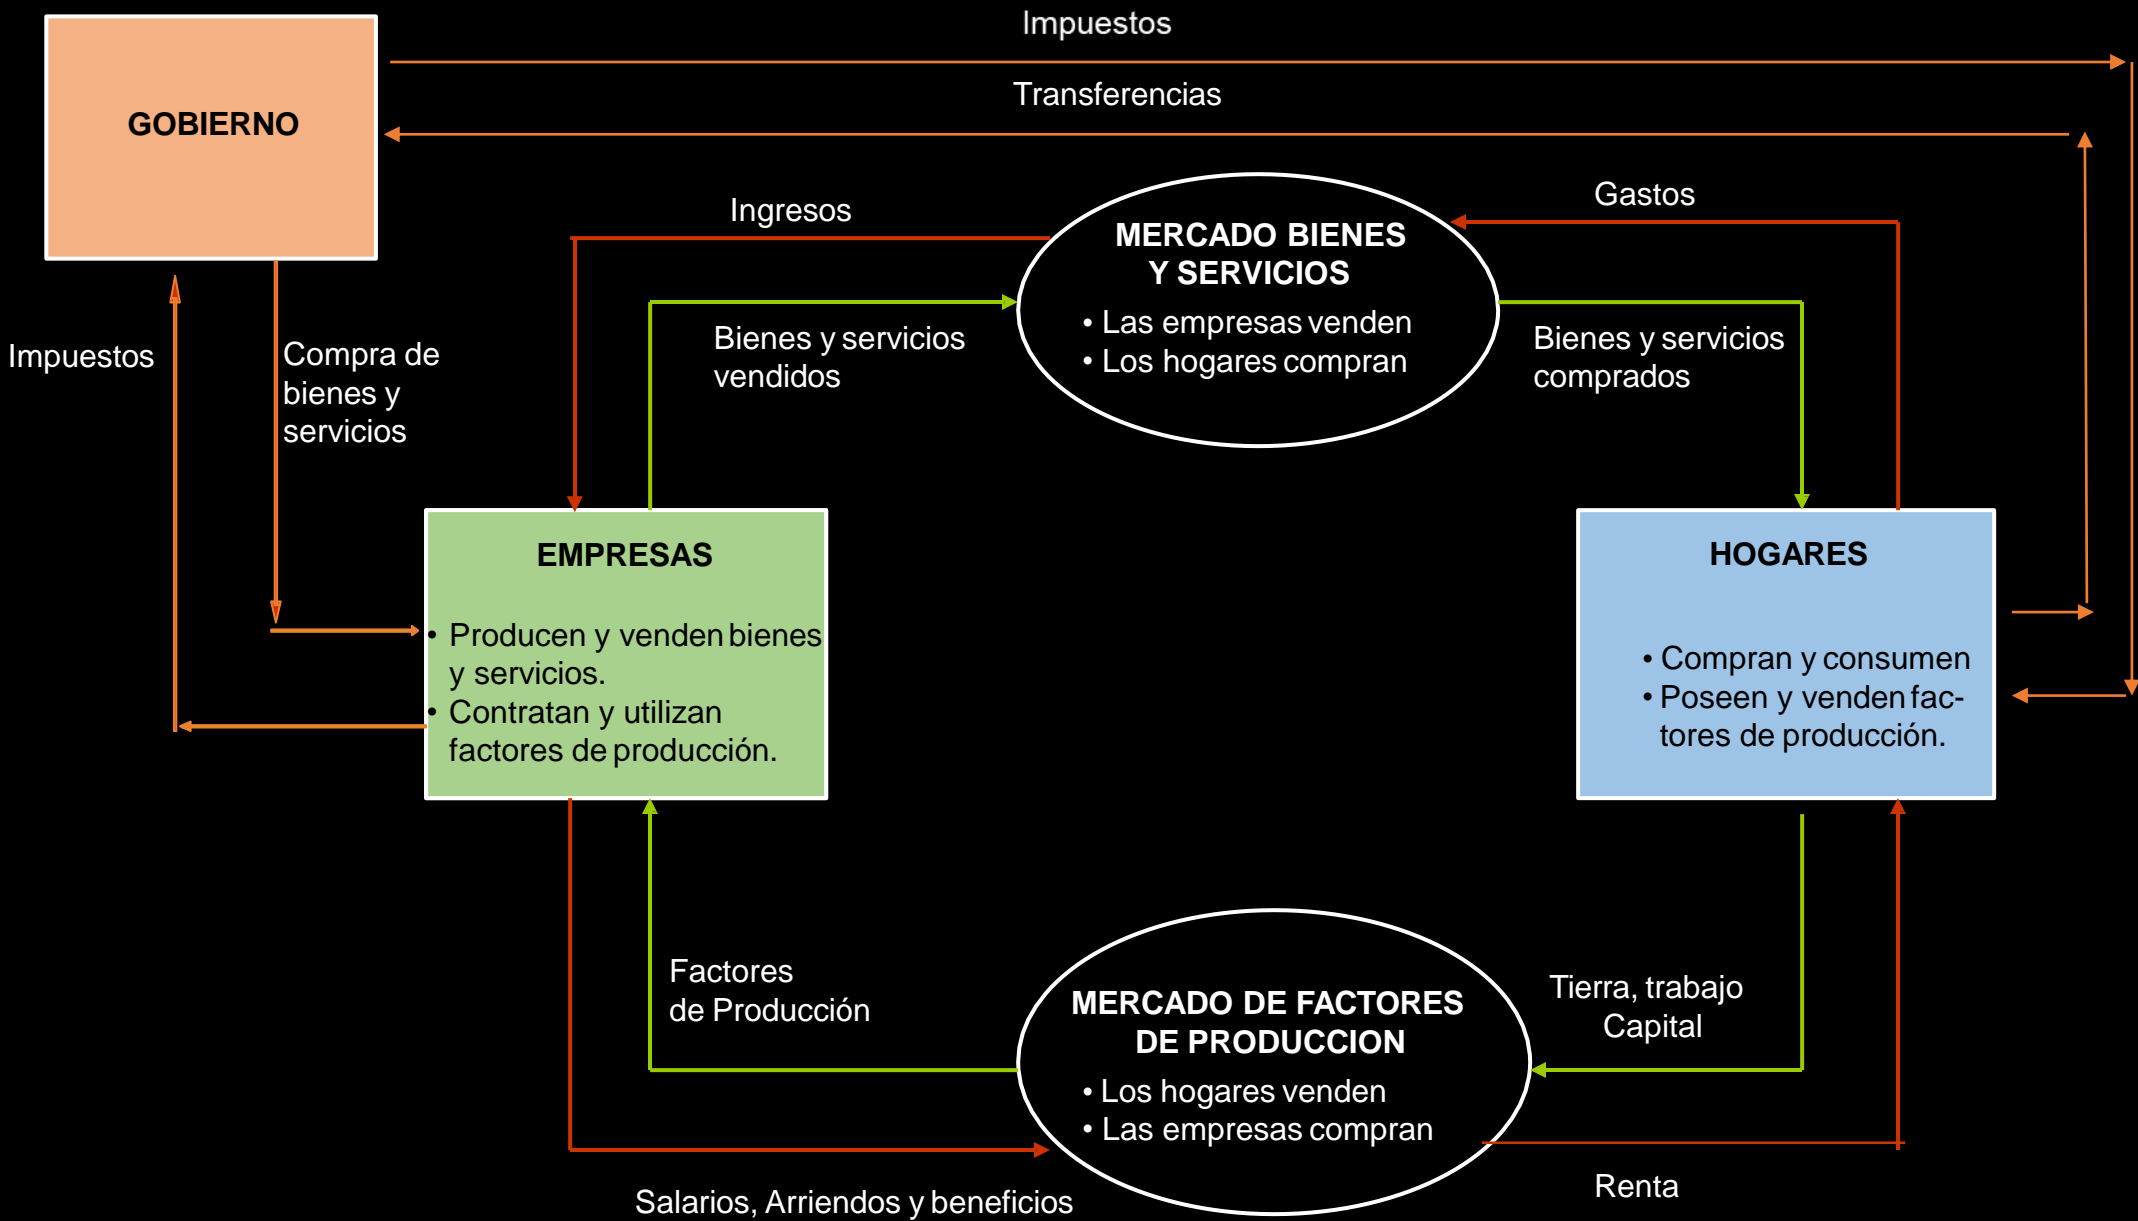 Impuestos
Transferencias
GOBIERNO
Ingresos
Gastos
MERCADO BIENES
Y SERVICIOS
• Las empresas venden
• Los hogares compran
Impuestos
Compra de
bienes y
servicios
Bienes y servicios
vendidos
Bienes y servicios
comprados
EMPRESAS
• Producen y venden bienes
y servicios.
• Contratan y utilizan
factores de producción.
HOGARES
• Compran y consumen
• Poseen y venden fac-
tores de producción.
Factores
de Producción
MERCADO DE FACTORES
DE PRODUCCION
• Los hogares venden
• Las empresas compran
Tierra, trabajo
Capital
Salarios, Arriendos y beneficios
Renta